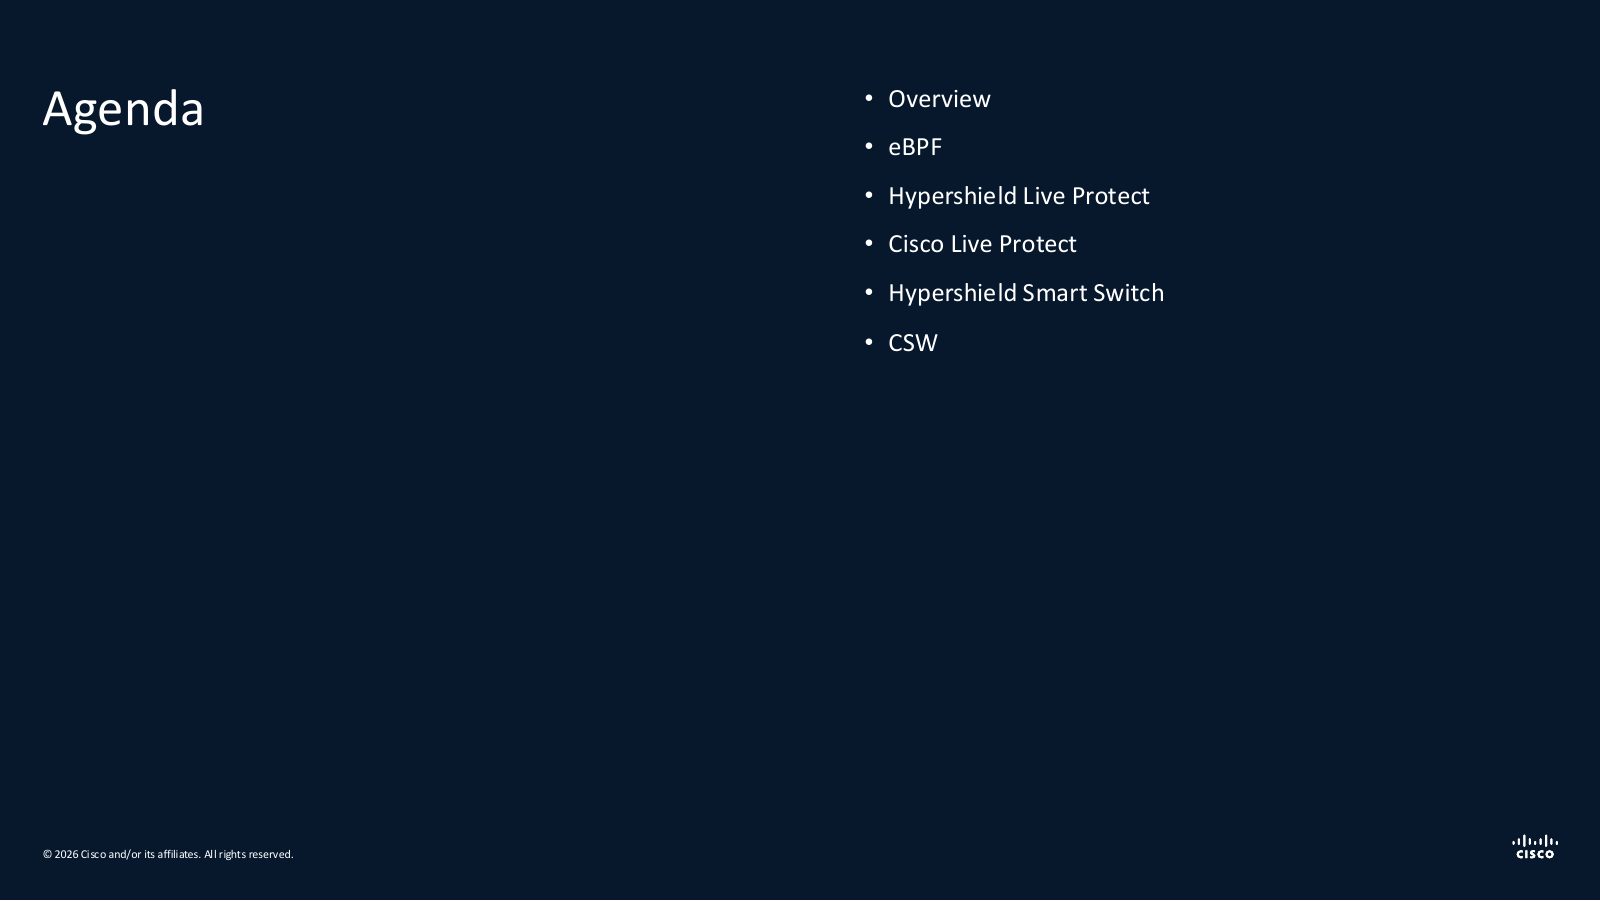 Agenda
• Overview
• eBPF
• Hypershield Live Protect
• Cisco Live Protect
• Hypershield Smart Switch
• CSW
© 2026 Cisco and/or its affiliates. All rights reserved.
CISCO